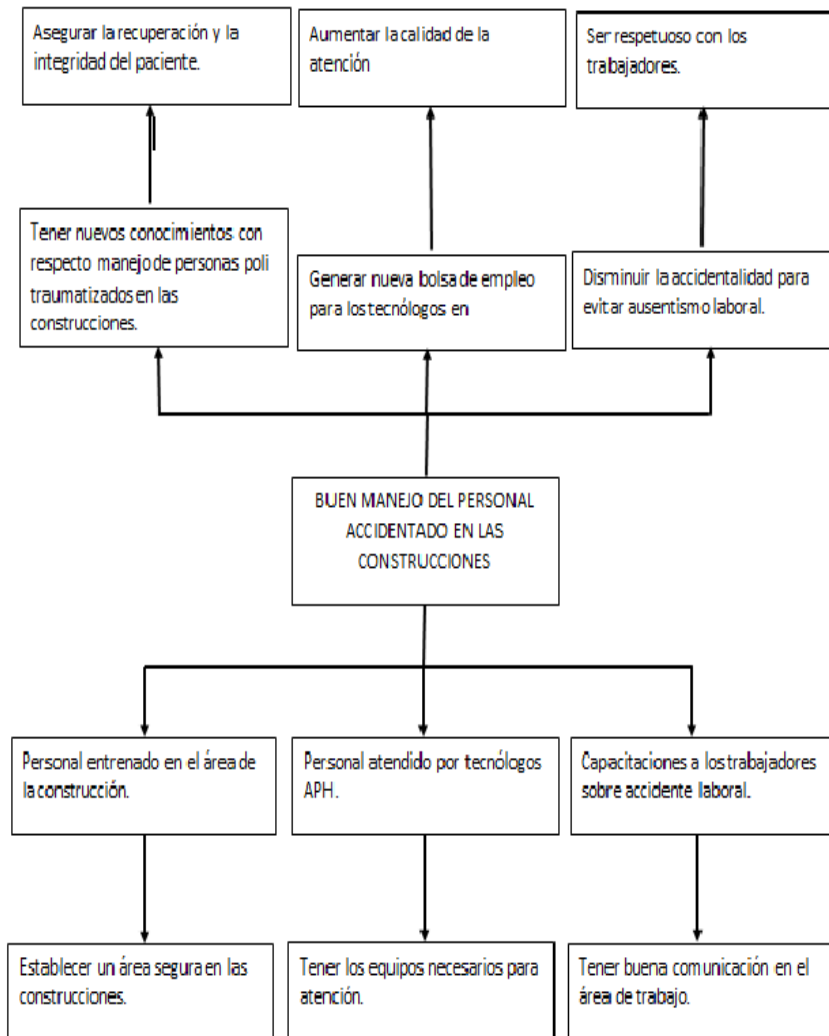 Asegurar la recuperación y la
integridad del paciente.
Aumentar la calidad de la
atención
Ser respetuoso con los
trabajadores.
Tener nuevos conocimientos con
respecto manejo de personas poli
traumatizados en las
construcciones.
Generar nueva bolsa de empleo
para los tecnólogos en
Disminuir la accidentalidad para
evitar ausentismo laboral.
BUEN MANEJO DEL PERSONAL
ACCIDENTADO EN LAS
CONSTRUCCIONES
Personal entrenado en el área de
la construcción.
Personal atendido por tecnólogos
APH.
Capacitaciones a los trabajadores
sobre accidente llaboral.
Establecer un área segura en las
construcciones.
Tener los equipos necesarios para
atención.
Tener buena comunicación en el
área de trabajo.